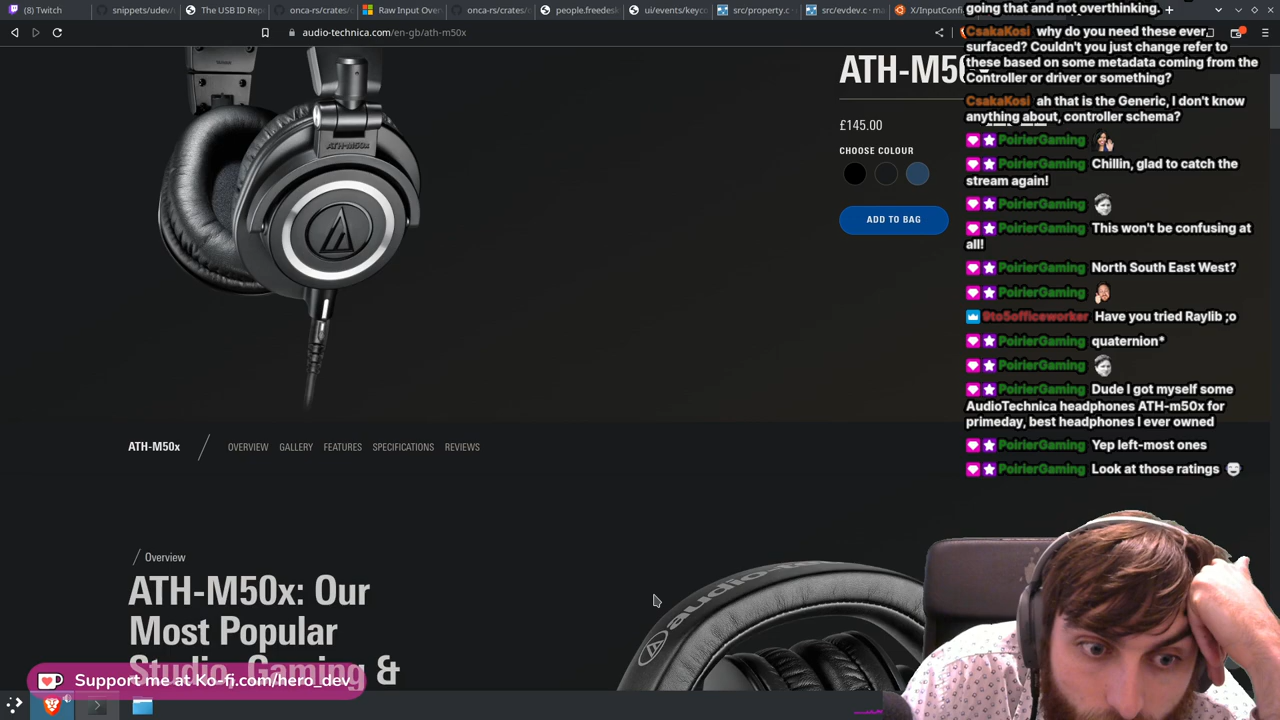 (8) Twitch
snippets/udev/u
The USB ID Rep
onca-rs/crates/c
Raw Input Over
onca-rs/crates/
people.freedesk
ui/events/keyco
src/property.c ·
src/evdev.c · ma
X/InputConfi
audio-technica.com/en-gb/ath-m50x
going that and not overthinking.
CsakaKosi why do you need these ever
surfaced? Couldn't you just change refer to
these based on some metadata coming from the
Controller or driver or something?
CsakaKosi ah that is the Generic, I don't know
anything about, controller schema?
PoirierGaming
PoirierGaming Chillin, glad to catch the
stream again!
PoirierGaming
PoirierGaming This won't be confusing at
all!
PoirierGaming North South East West?
PoirierGaming
9to5officeworker Have you tried Raylib ;o
PoirierGaming quaternion*
PoirierGaming
PoirierGaming Dude I got myself some
AudioTechnica headphones ATH-m50x for
primeday, best headphones I ever owned
PoirierGaming Yep left-most ones
PoirierGaming Look at those ratings
ATH-M50x
£145.00
CHOOSE COLOUR
ADD TO BAG
ATH-M50x
ATH-M50x
OVERVIEW
GALLERY
FEATURES
SPECIFICATIONS
REVIEWS
Overview
ATH-M50x: Our
Most Popular
Studio, Gaming &
audio-technica
Support me at Ko-fi.com/hero_dev